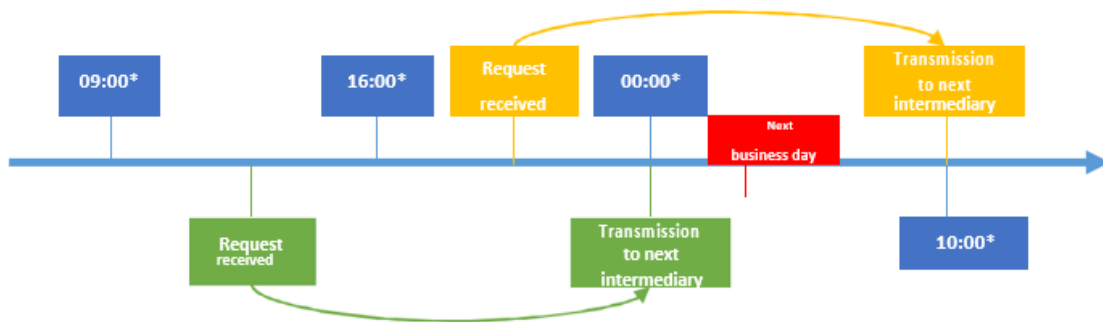 09:00*
16:00*
Request
received
00:00*
Transmission
to next
intermediary
Next
business day
Request
received
Transmission
to next
intermediary
10:00*